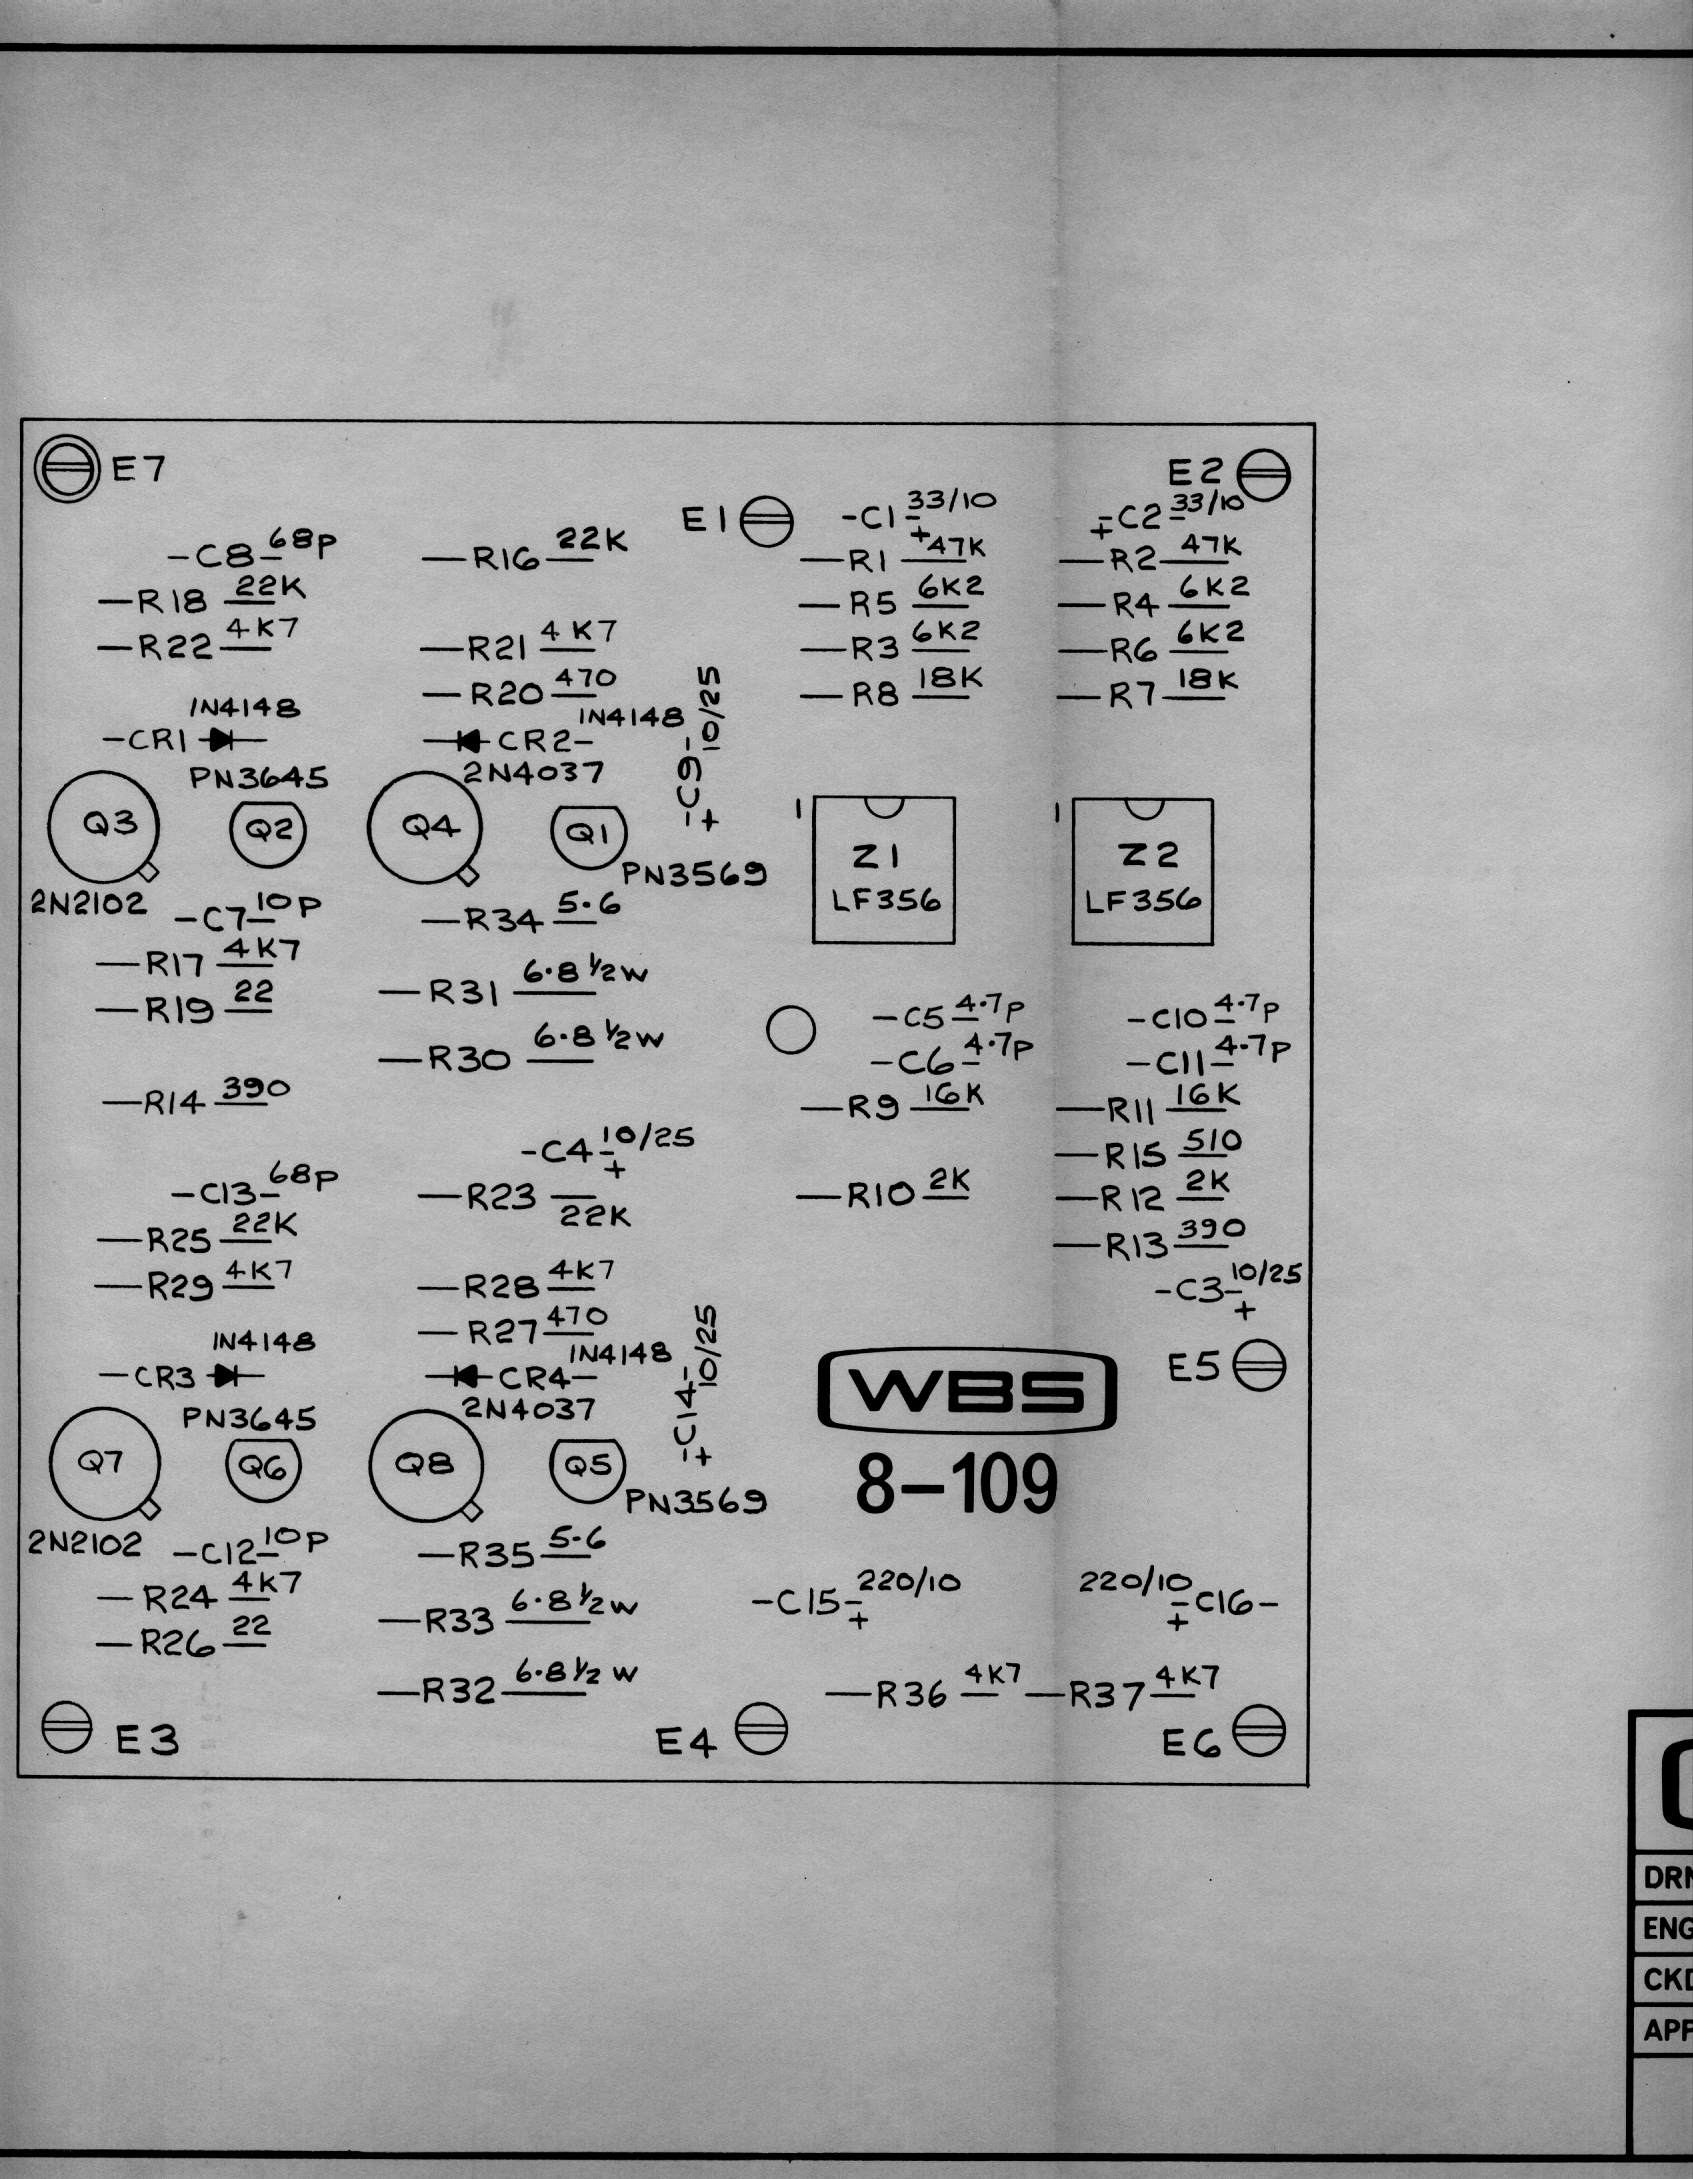 E7
E2
E1
-C1- 33/10
+
-C2- 33/10
+
-C8- 68P
R16 22K
R1 47K
R2 47K
R18 22K
R5 6K2
R4 6K2
R22 4K7
R21 4K7
R3 6K2
R6 6K2
R20 470
R8 18K
R7 18K
1N4148
-CR1
1N4148
CR2-
-C9- 10/25
+
PN3645
2N4037
Q3
Q2
Q4
Q1
1
Z1
LF356
1
Z2
LF356
PN3569
2N2102
-C7- 10P
R34 5.6
R17 4K7
R31 6.8 ½W
R19 22
-C5- 4.7P
-C10- 4.7P
R30 6.8 ½W
-C6- 4.7P
-C11- 4.7P
R14 390
R9 16K
R11 16K
-C4- 10/25
+
R15 510
-C13- 68P
R23 22K
R10 2K
R12 2K
R25 22K
R13 390
R29 4K7
R28 4K7
-C3- 10/25
+
R27 470
1N4148
-CR3
1N4148
CR4-
-C14- 10/25
+
E5
WBS
8-109
PN3645
2N4037
Q7
Q6
Q8
Q5
PN3569
2N2102
-C12- 10P
R35 5.6
R24 4K7
R33 6.8 ½W
-C15- 220/10
+
220/10 -C16-
+
R26 22
R32 6.8 ½W
R36 4K7
R37 4K7
E3
E4
E6
DRN
ENG
CKD
APP